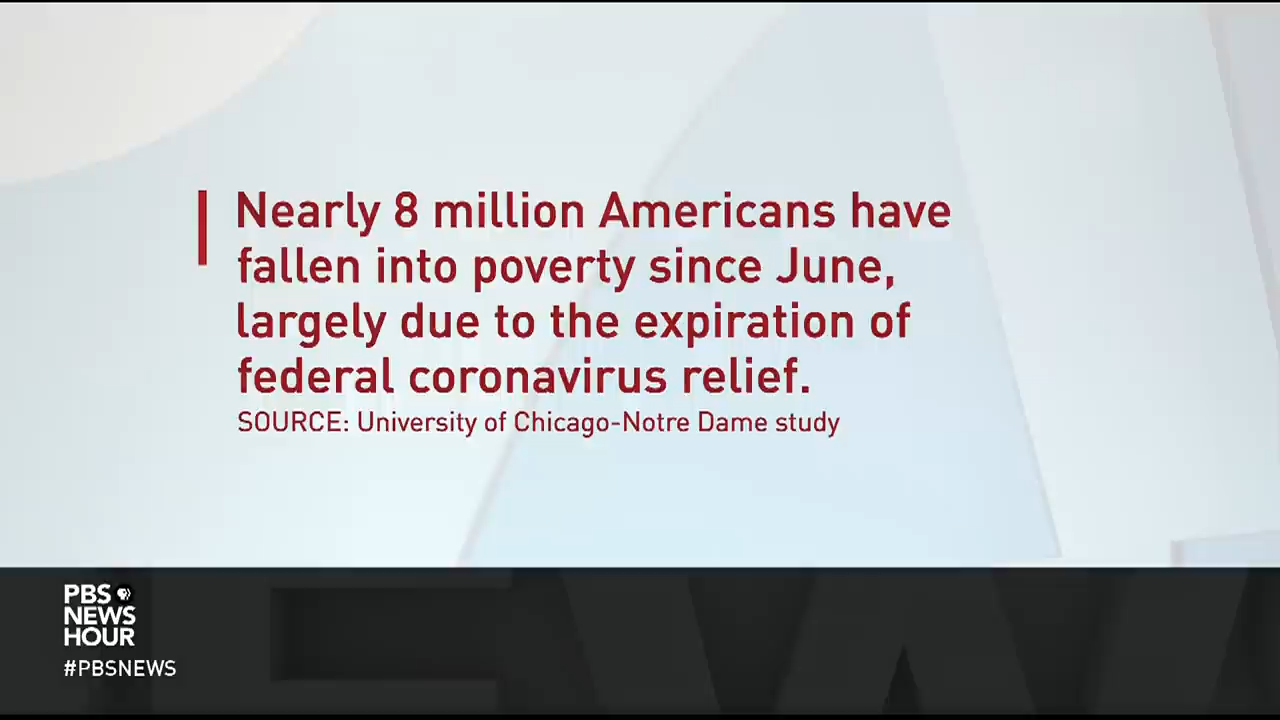 Nearly 8 million Americans have
fallen into poverty since June,
largely due to the expiration of
federal coronavirus relief.
SOURCE: University of Chicago-Notre Dame study
PBS
NEWS
HOUR
#PBSNEWS